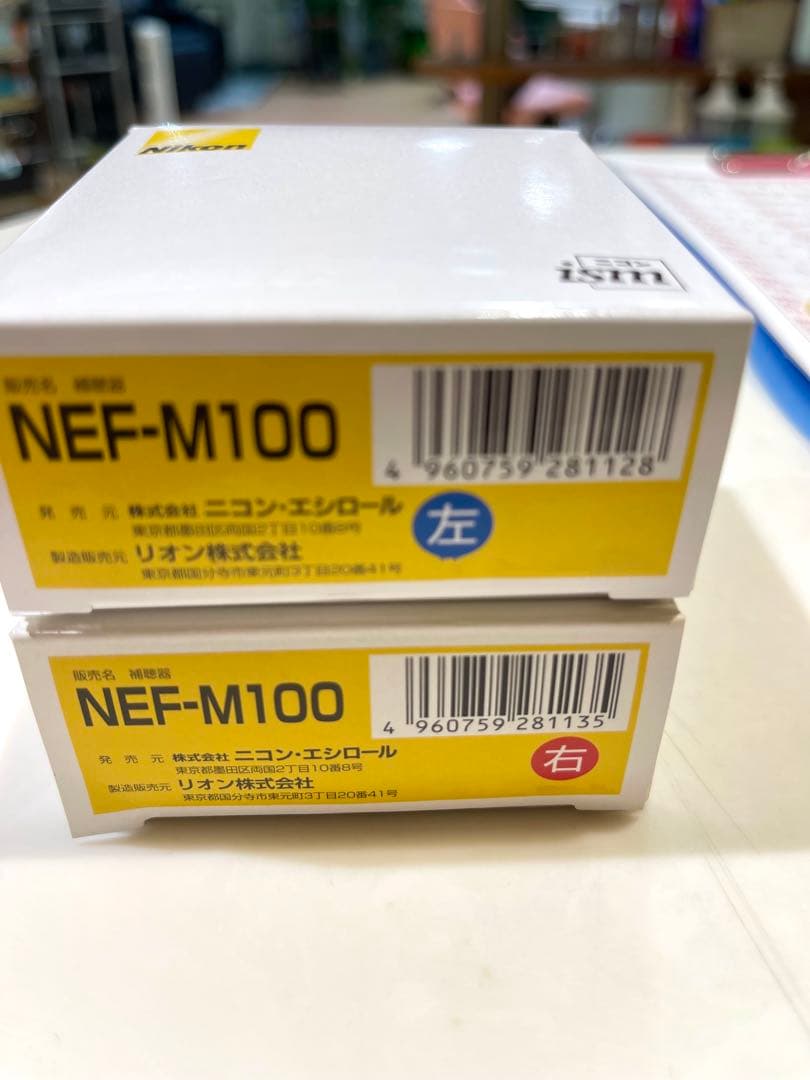 Nikon
販売名 補聴器
NEF-M100
4 960759 281128
発売元 株式会社 ニコン・エシロール
東京都墨田区両国2丁目10番8号
左
製造販売元 リオン株式会社
東京都国分寺市東元町3丁目20番41号
販売名 補聴器
NEF-M100
4 960759 281135
発売元 株式会社 ニコン・エシロール
東京都墨田区両国2丁目10番8号
右
製造販売元 リオン株式会社
東京都国分寺市東元町3丁目20番41号